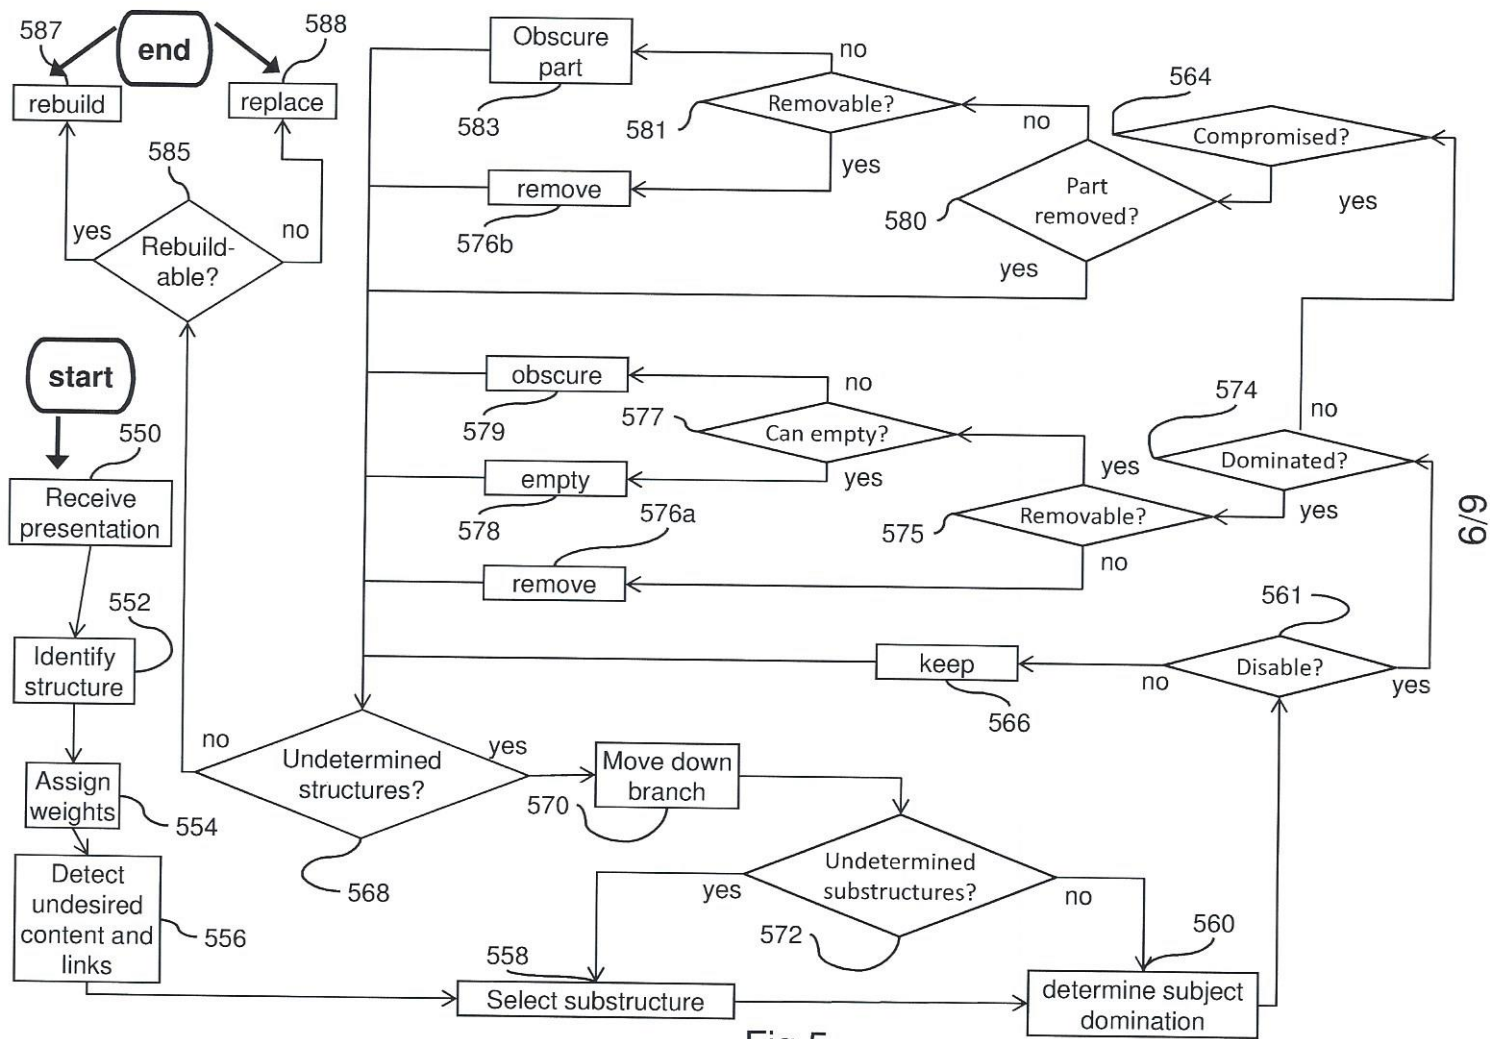 587
end
588
rebuild
replace
585
yes
no
Rebuild-
able?
start
550
Receive
presentation
552
Identify
structure
Assign
weights
554
Detect
undesired
content and
links
556
Obscure
part
583
no
Removable?
581
yes
remove
576b
564
Compromised?
no
yes
Part
removed?
580
yes
obscure
579
no
577
Can empty?
yes
empty
578
574
no
Dominated?
yes
yes
Removable?
575
no
576a
remove
6/9
561
Disable?
no
yes
keep
566
no
Undetermined
structures?
yes
568
Move down
branch
570
Undetermined
substructures?
yes
no
572
558
Select substructure
560
determine subject
domination